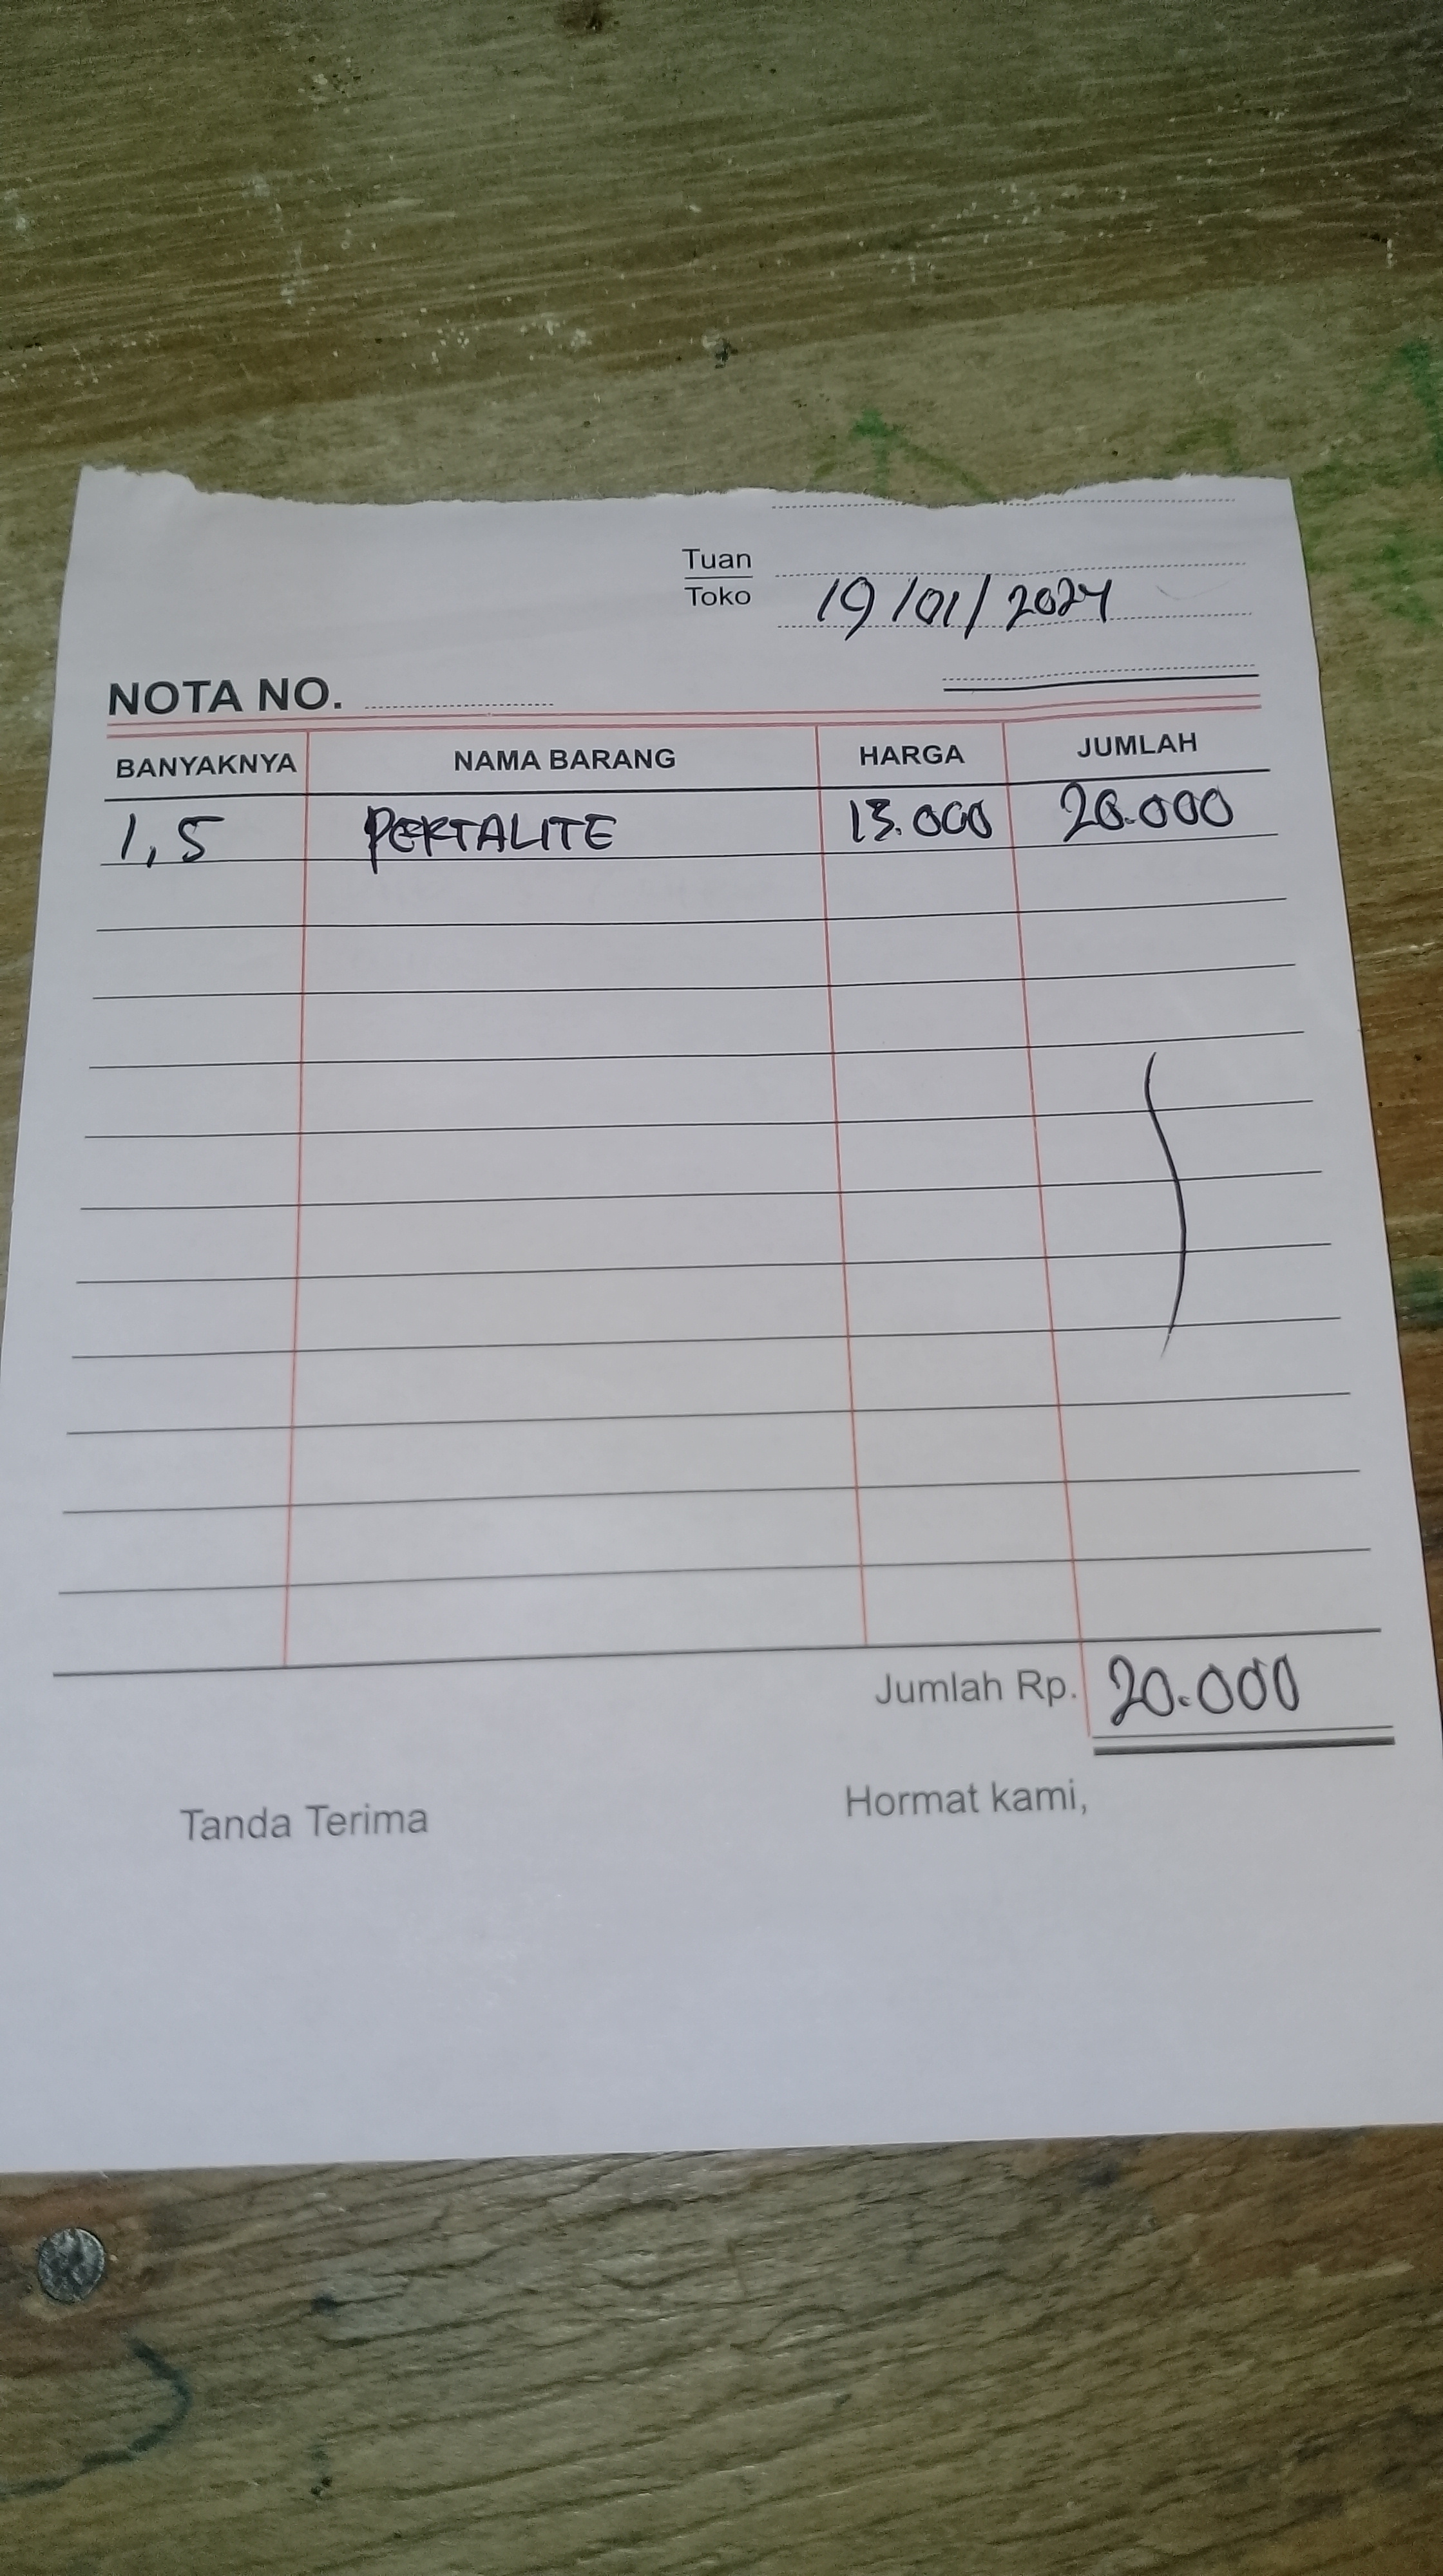 Tuan
Toko 19/01/2024
NOTA NO.
BANYAKNYA NAMA BARANG HARGA JUMLAH
1,5 PERTALITE 13.000 20.000
Jumlah Rp. 20.000
Tanda Terima Hormat kami,